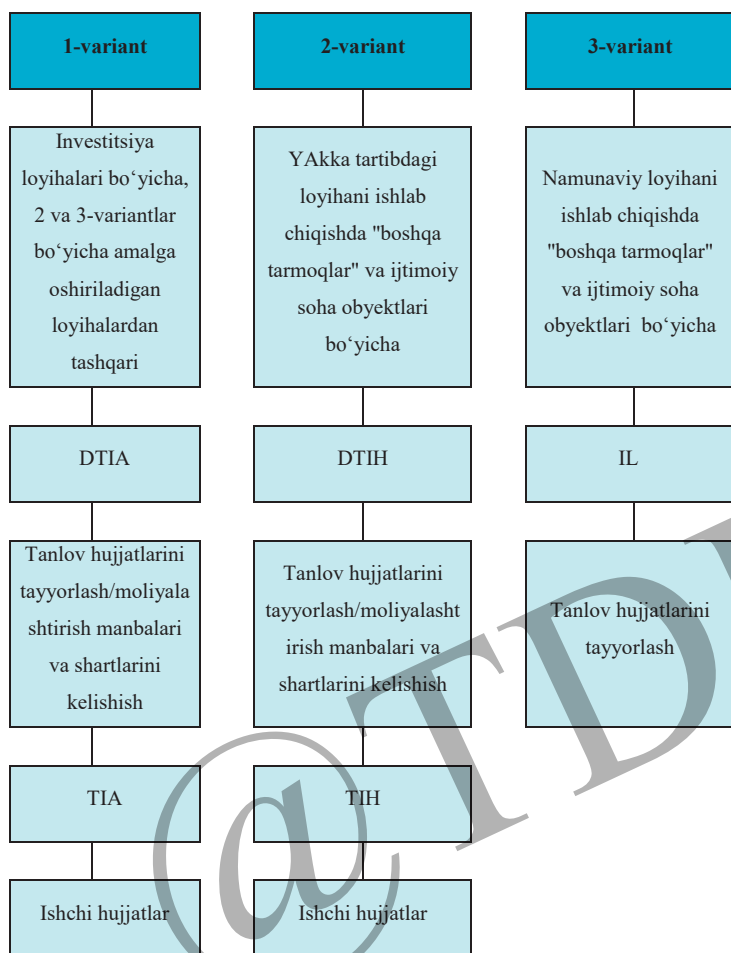 1-variant
Investitsiya
loyihalari bo‘yicha,
2 va 3-variantlar
bo‘yicha amalga
oshiriladigan
loyihalardan
tashqari
DTIA
Tanlov hujjatlarini
tayyorlash/moliyala
shtirish manbalari
va shartlarini
kelishish
TIA
Ishchi hujjatlar
2-variant
YAkka tartibdagi
loyihani ishlab
chiqishda "boshqa
tarmoqlar" va ijtimoiy
soha obyektlari
bo‘yicha
DTIH
Tanlov hujjatlarini
tayyorlash/moliyalasht
irish manbalari va
shartlarini kelishish
TIH
Ishchi hujjatlar
3-variant
Namunaviy loyihani
ishlab chiqishda
"boshqa tarmoqlar"
va ijtimoiy soha
obyektlari bo‘yicha
IL
Tanlov hujjatlarini
tayyorlash